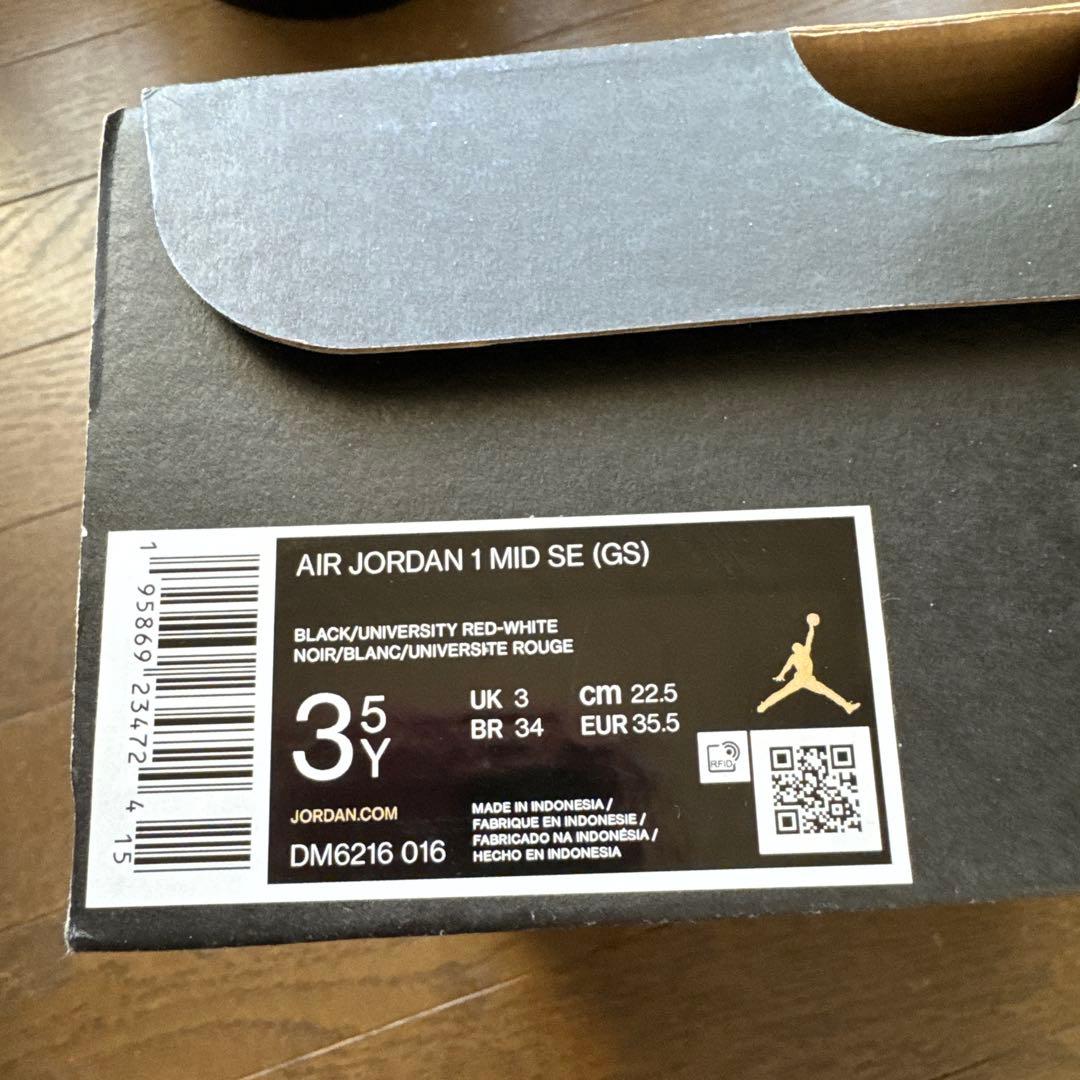 AIR JORDAN 1 MID SE (GS)
BLACK/UNIVERSITY RED-WHITE
NOIR/BLANC/UNIVERSITE ROUGE
3 5Y
UK 3 cm 22.5
BR 34 EUR 35.5
RFID
JORDAN.COM
DM6216 016
MADE IN INDONESIA /
FABRIQUE EN INDONESIE /
FABRICADO NA INDONÉSIA /
HECHO EN INDONESIA
1 95869 23472 4 15